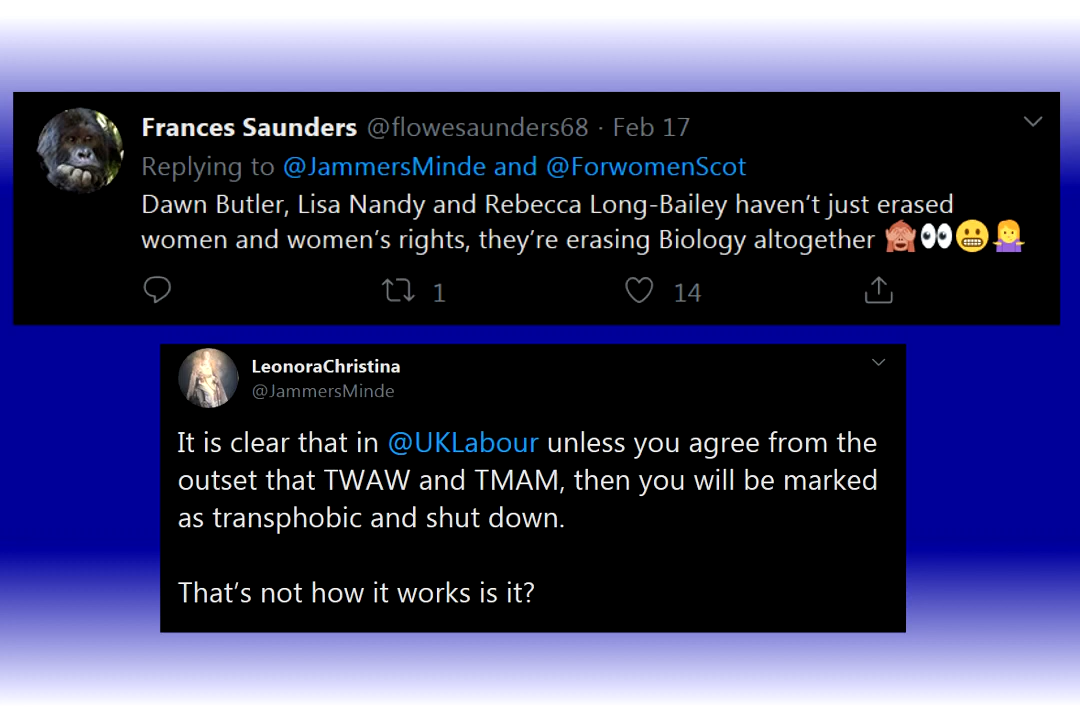 Frances Saunders @flowesaunders68 · Feb 17
Replying to @JammersMinde and @ForwomenScot
Dawn Butler, Lisa Nandy and Rebecca Long-Bailey haven’t just erased
women and women’s rights, they’re erasing Biology altogether 🙈👀😬🤷‍♀️
1 14
LeonoraChristina
@JammersMinde
It is clear that in @UKLabour unless you agree from the
outset that TWAW and TMAM, then you will be marked
as transphobic and shut down.
That’s not how it works is it?